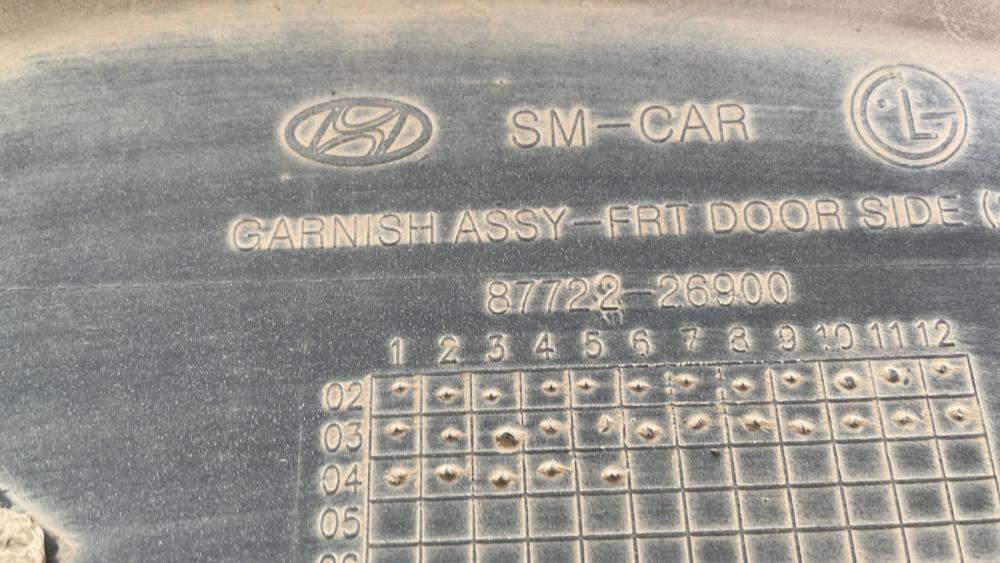 SM-CAR
GARNISH ASSY-FRT DOOR SIDE (
87722-26900
1 2 3 4 5 6 7 8 9 10 11 12
02
03
04
05